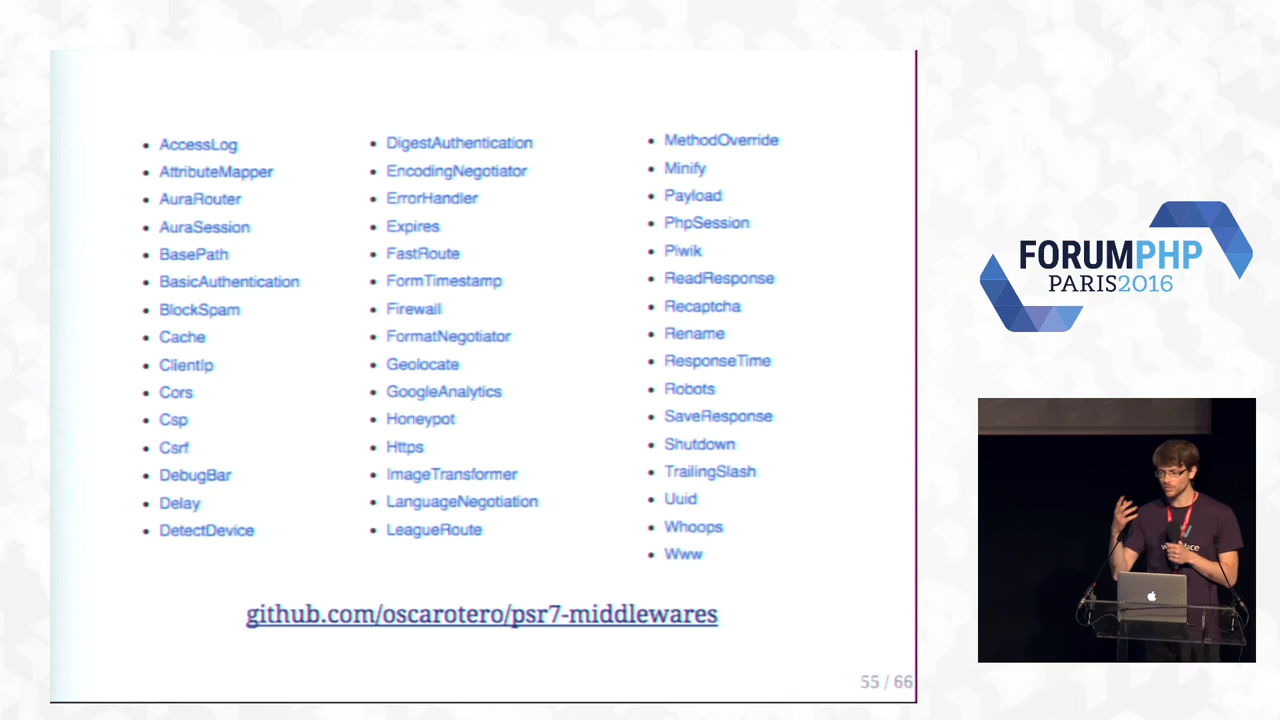 AccessLog
AttributeMapper
AuraRouter
AuraSession
BasePath
BasicAuthentication
BlockSpam
Cache
ClientIp
Cors
Csp
Csrf
DebugBar
Delay
DetectDevice
DigestAuthentication
EncodingNegotiator
ErrorHandler
Expires
FastRoute
FormTimestamp
Firewall
FormatNegotiator
Geolocate
GoogleAnalytics
Honeypot
Https
ImageTransformer
LanguageNegotiation
LeagueRoute
MethodOverride
Minify
Payload
PhpSession
Piwik
ReadResponse
Recaptcha
Rename
ResponseTime
Robots
SaveResponse
Shutdown
TrailingSlash
Uuid
Whoops
Www
github.com/oscarotero/psr7-middlewares
55 / 66
FORUMPHP
PARIS2016